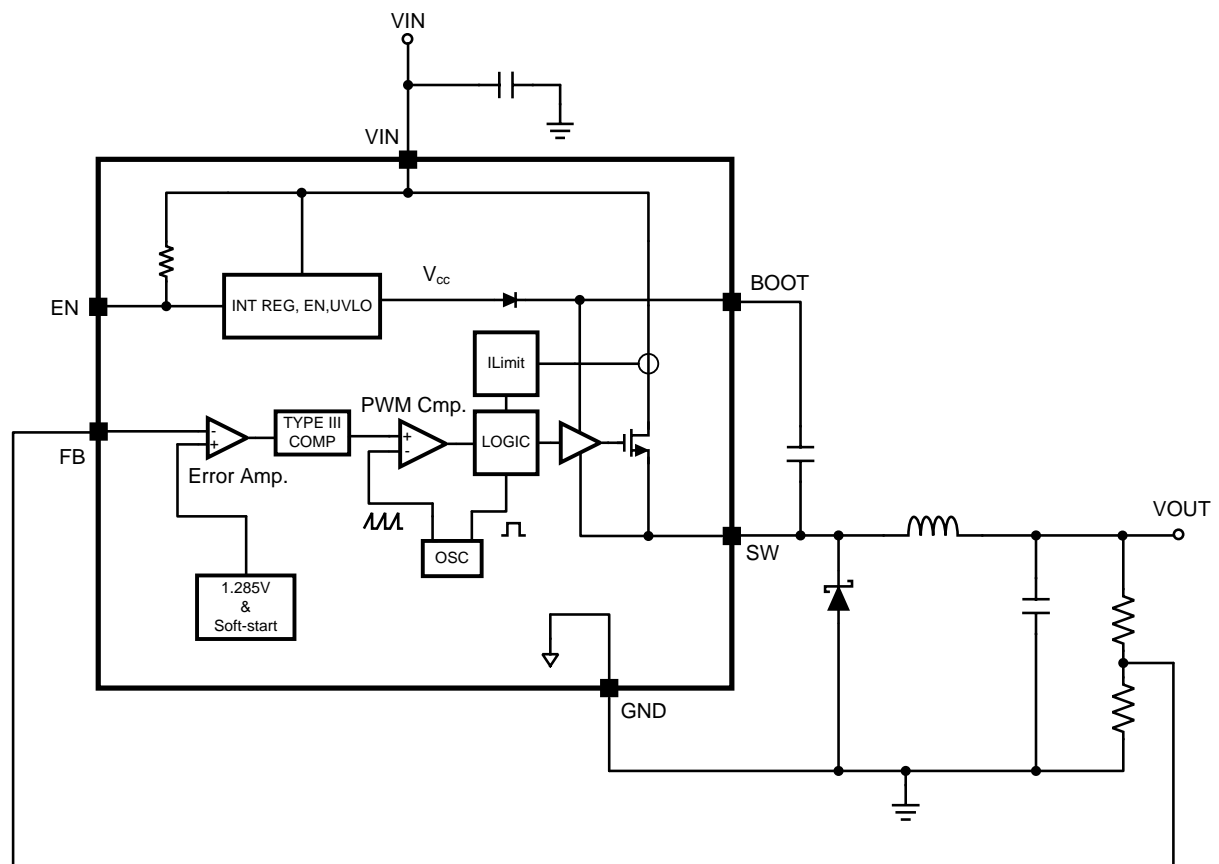 VIN
VIN
V_cc
BOOT
EN
INT REG, EN,UVLO
ILimit
PWM Cmp.
TYPE III
COMP
LOGIC
-
+
+
-
FB
Error Amp.
VOUT
SW
OSC
1.285V
&
Soft-start
GND